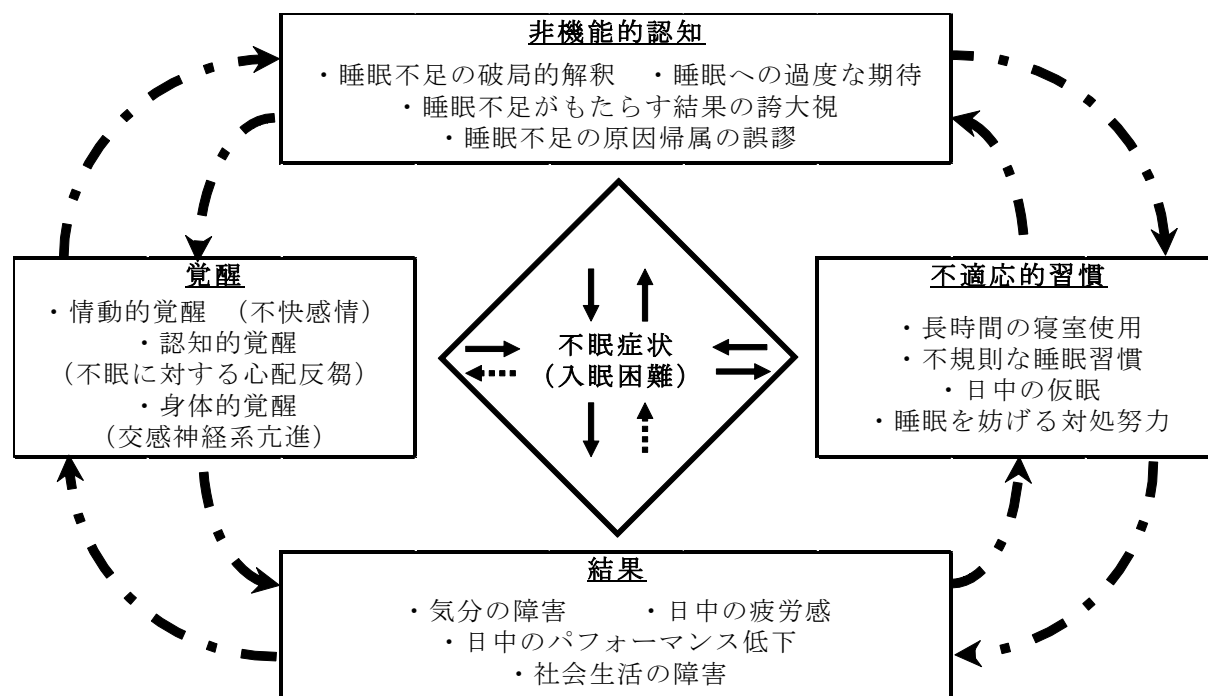 非機能的認知
・睡眠不足の破局的解釈 ・睡眠への過度な期待
・睡眠不足がもたらす結果の誇大視
・睡眠不足の原因帰属の誤謬
覚醒
・情動的覚醒 (不快感情)
・認知的覚醒
(不眠に対する心配反芻)
・身体的覚醒
(交感神経系亢進)
不眠症状
(入眠困難)
不適応的習慣
・長時間の寝室使用
・不規則な睡眠習慣
・日中の仮眠
・睡眠を妨げる対処努力
結果
・気分の障害 ・日中の疲労感
・日中のパフォーマンス低下
・社会生活の障害